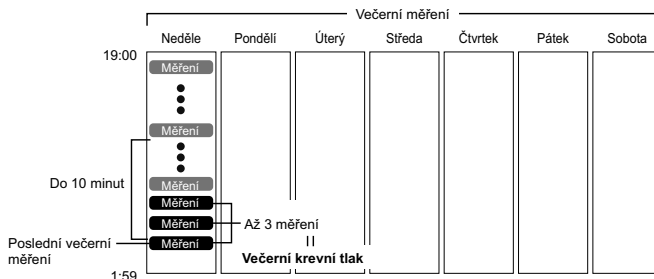 Večerní měření
Neděle Pondělí Úterý Středa Čtvrtek Pátek Sobota
19:00
Měření
Měření
Do 10 minut
Měření
Měření
Měření
Až 3 měření
Měření
Poslední večerní
měření
Večerní krevní tlak
1:59